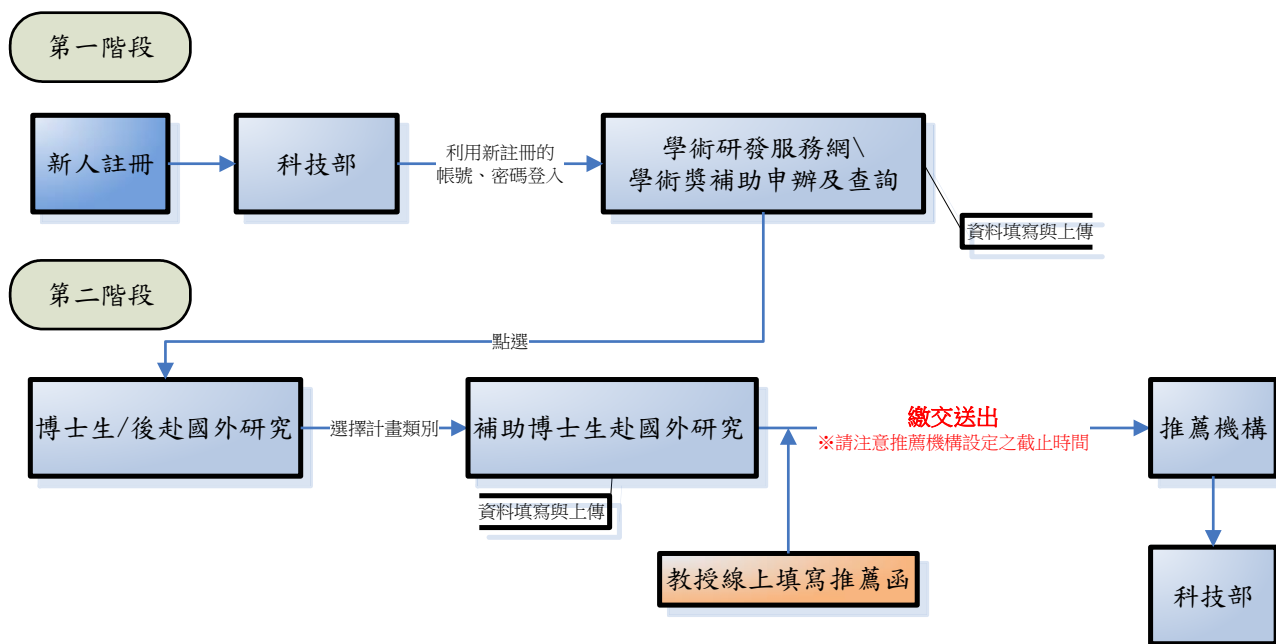 第一階段
新人註冊
科技部
利用新註冊的
帳號、密碼登入
學術研發服務網\
學術獎補助申辦及查詢
資料填寫與上傳
第二階段
點選
博士生/後赴國外研究
選擇計畫類別
補助博士生赴國外研究
資料填寫與上傳
繳交送出
※請注意推薦機構設定之截止時間
推薦機構
教授線上填寫推薦函
科技部